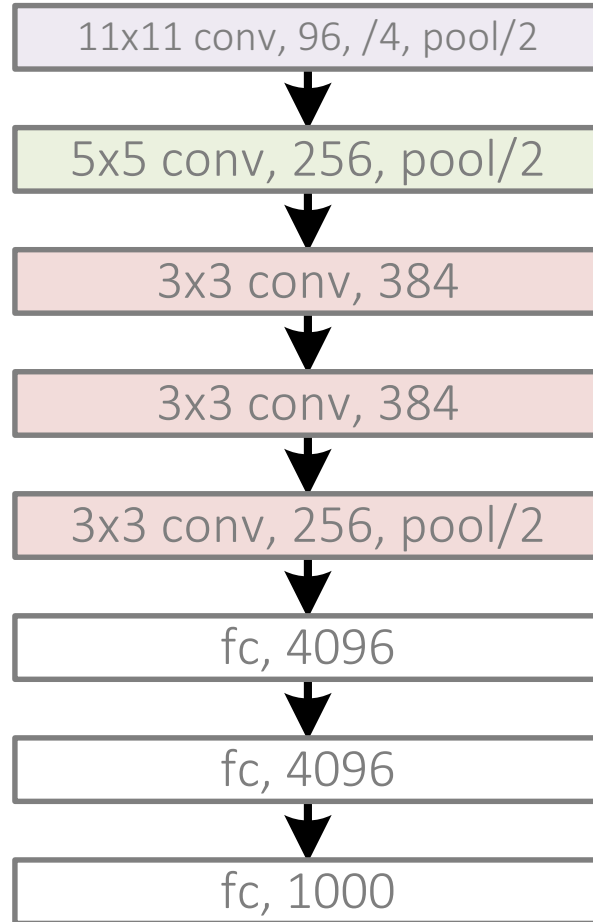 11x11 conv, 96, /4, pool/2
5x5 conv, 256, pool/2
3x3 conv, 384
3x3 conv, 384
3x3 conv, 256, pool/2
fc, 4096
fc, 4096
fc, 1000